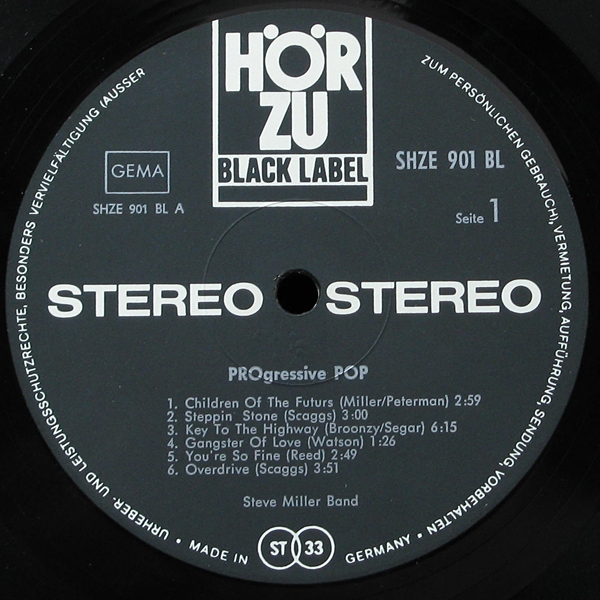 HÖR
ZU
BLACK LABEL
GEMA
SHZE 901 BL A
SHZE 901 BL
Seite 1
STEREO STEREO
PROgressive POP
1. Children Of The Futurs (Miller/Peterman) 2:59
2. Steppin' Stone (Scaggs) 3:00
3. Key To The Highway (Broonzy/Segar) 6:15
4. Gangster Of Love (Watson) 1:26
5. You're So Fine (Reed) 2:49
6. Overdrive (Scaggs) 3:51
Steve Miller Band
URHEBER- UND LEISTUNGSSCHUTZRECHTE, BESONDERS VERVIELFÄLTIGUNG (AUSSER
ZUM PERSÖNLICHEN GEBRAUCH), VERMIETUNG, AUFFÜHRUNG, SENDUNG, VORBEHALTEN
• MADE IN ST 33 GERMANY •